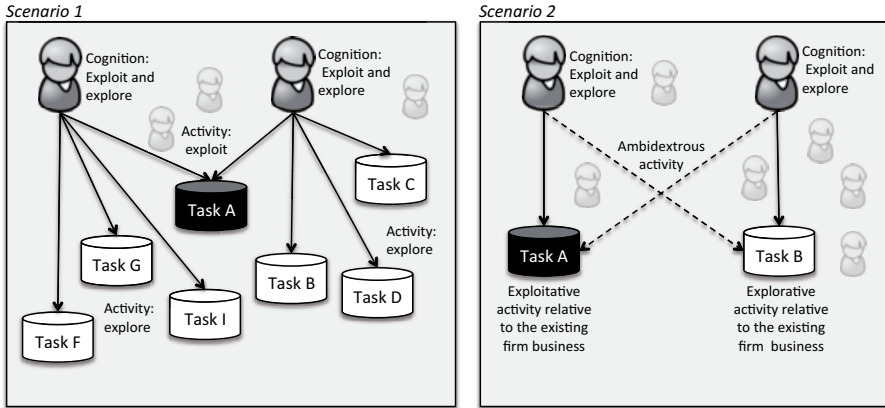 Scenario 1
Cognition:
Exploit and
explore
Cognition:
Exploit and
explore
Activity:
exploit
Task A
Task C
Activity:
explore
Task G
Task B
Task D
Activity:
explore
Task I
Task F
Scenario 2
Cognition:
Exploit and
explore
Cognition:
Exploit and
explore
Ambidextrous
activity
Task A
Task B
Exploitative
activity relative
to the existing
firm business
Explorative
activity relative
to the existing
firm business